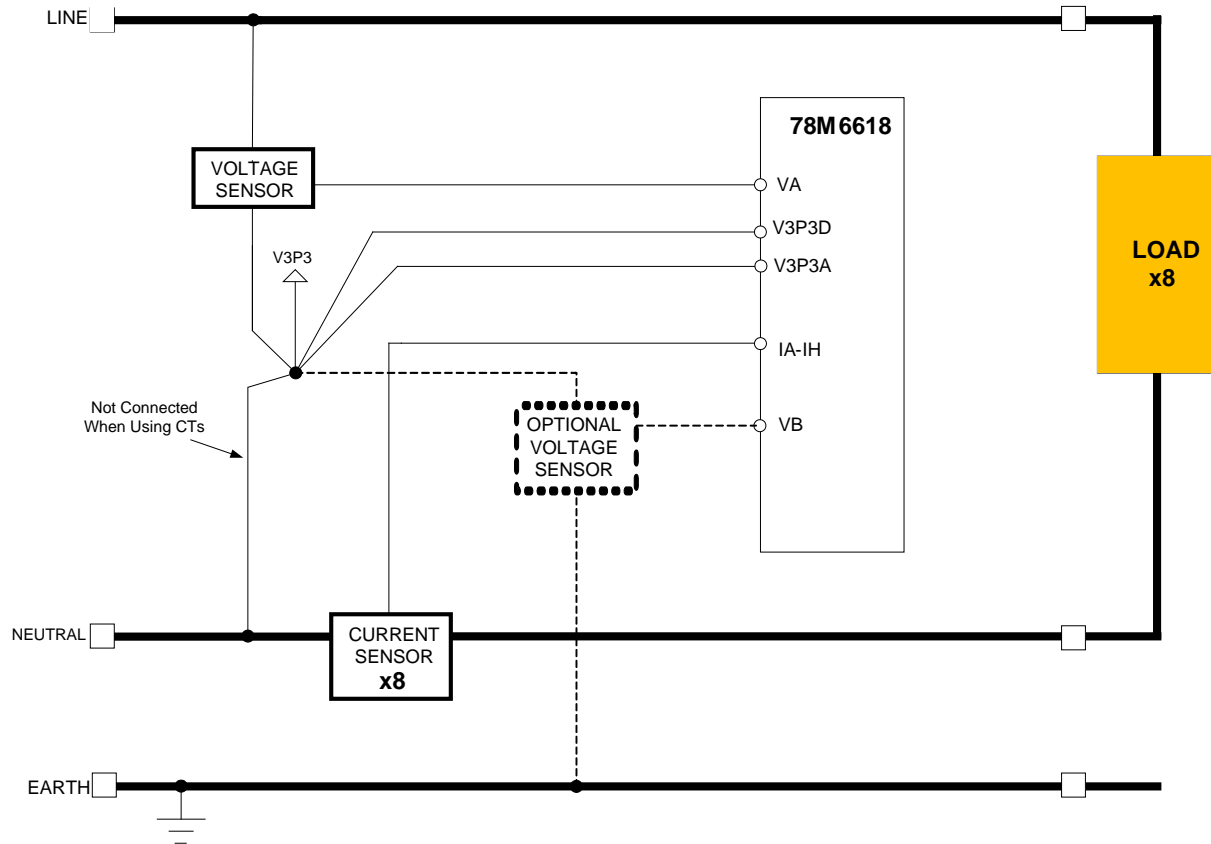 LINE
78M6618
VOLTAGE
SENSOR
VA
V3P3D
V3P3
V3P3A
LOAD
x8
IA-IH
Not Connected
When Using CTs
OPTIONAL
VOLTAGE
SENSOR
VB
NEUTRAL
CURRENT
SENSOR
x8
EARTH